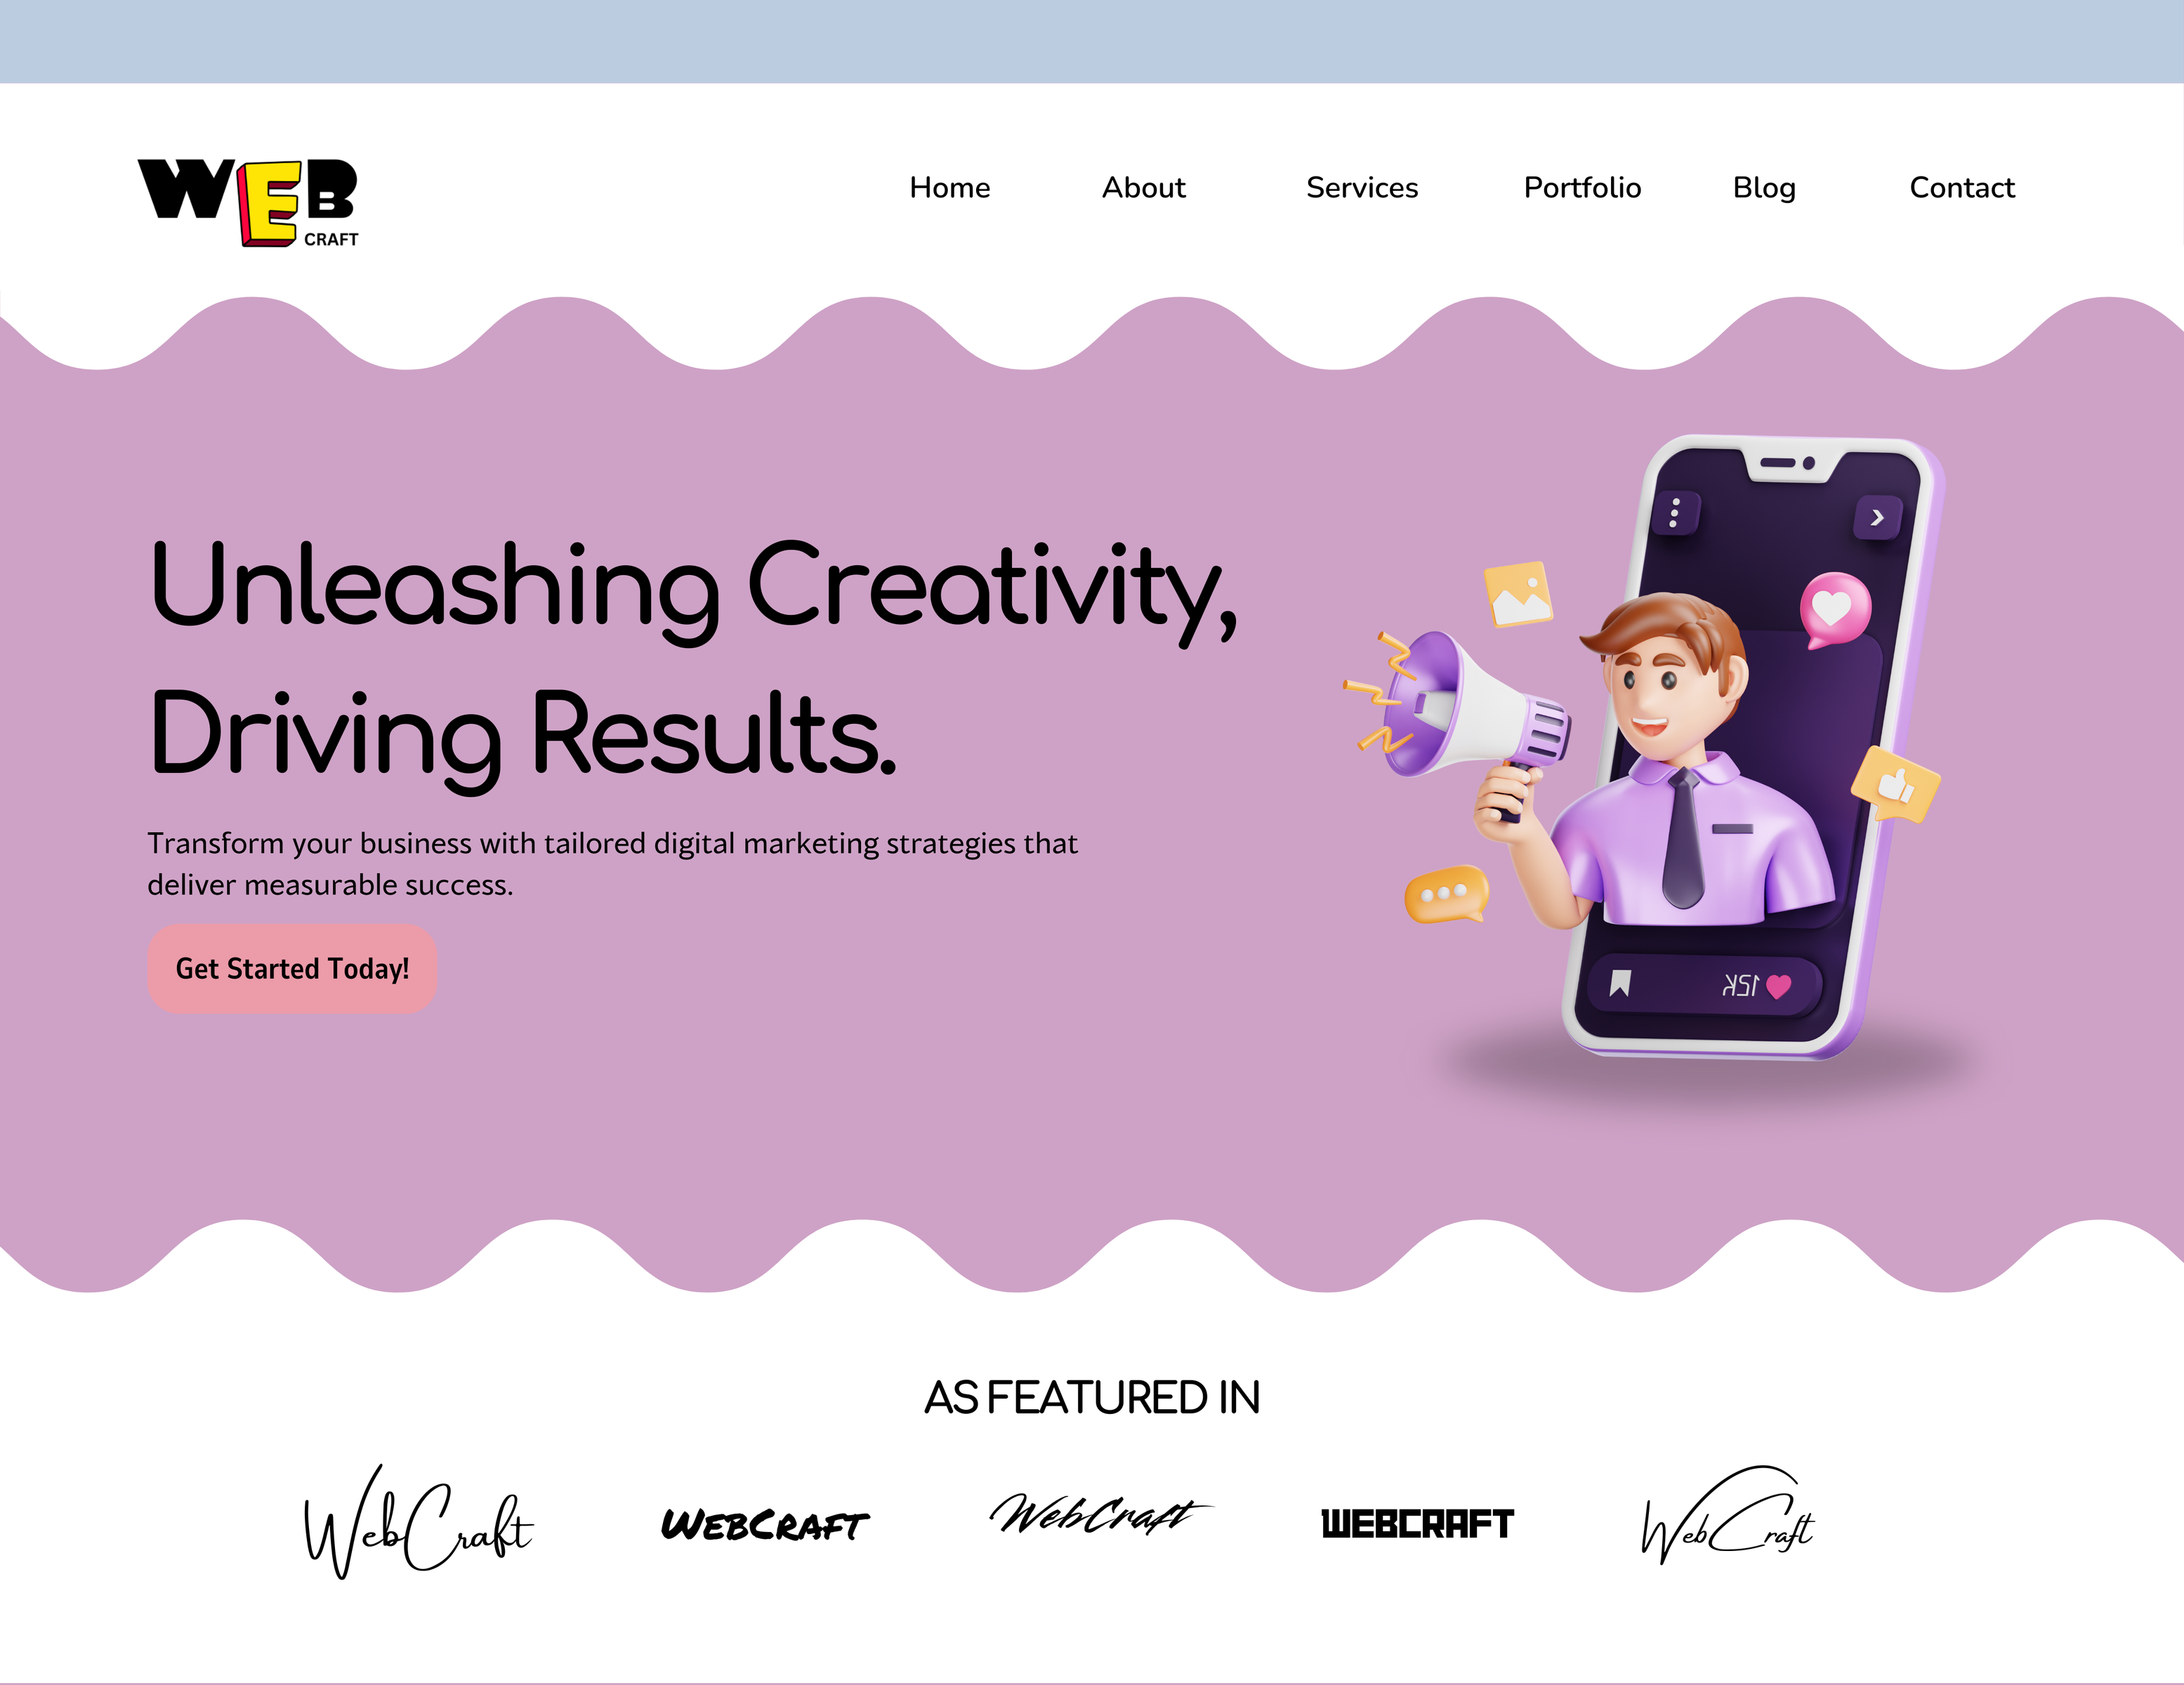 WEB
CRAFT
Home About Services Portfolio Blog Contact
Unleashing Creativity,
Driving Results.
Transform your business with tailored digital marketing strategies that
deliver measurable success.
Get Started Today!
15K
AS FEATURED IN
WebCraft WEBCRAFT WebCraft WEBCRAFT WebCraft